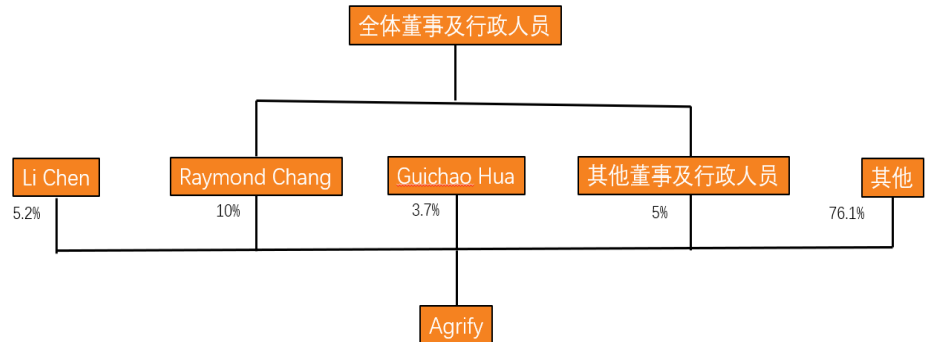 全体董事及行政人员
Li Chen
Raymond Chang
Guichao Hua
其他董事及行政人员
其他
5.2%
10%
3.7%
5%
76.1%
Agrify